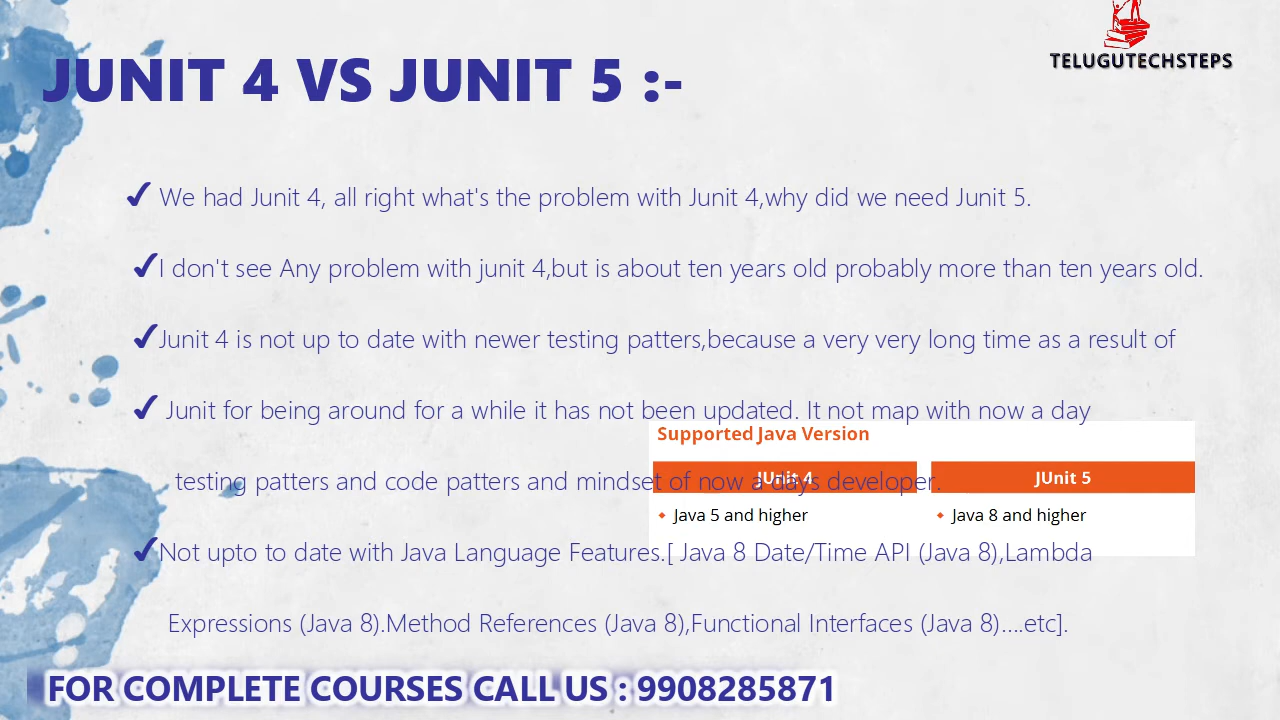 TELUGUTECHSTEPS
JUNIT 4 VS JUNIT 5 :-
We had Junit 4, all right what's the problem with Junit 4,why did we need Junit 5.
I don't see Any problem with junit 4,but is about ten years old probably more than ten years old.
Junit 4 is not up to date with newer testing patters,because a very very long time as a result of
Junit for being around for a while it has not been updated. It not map with now a day
testing patters and code patters and mindset of now a days developer.
Supported Java Version
JUnit 4 JUnit 5
Java 5 and higher Java 8 and higher
Not upto to date with Java Language Features.[ Java 8 Date/Time API (Java 8),Lambda
Expressions (Java 8).Method References (Java 8),Functional Interfaces (Java 8)....etc].
FOR COMPLETE COURSES CALL US : 9908285871